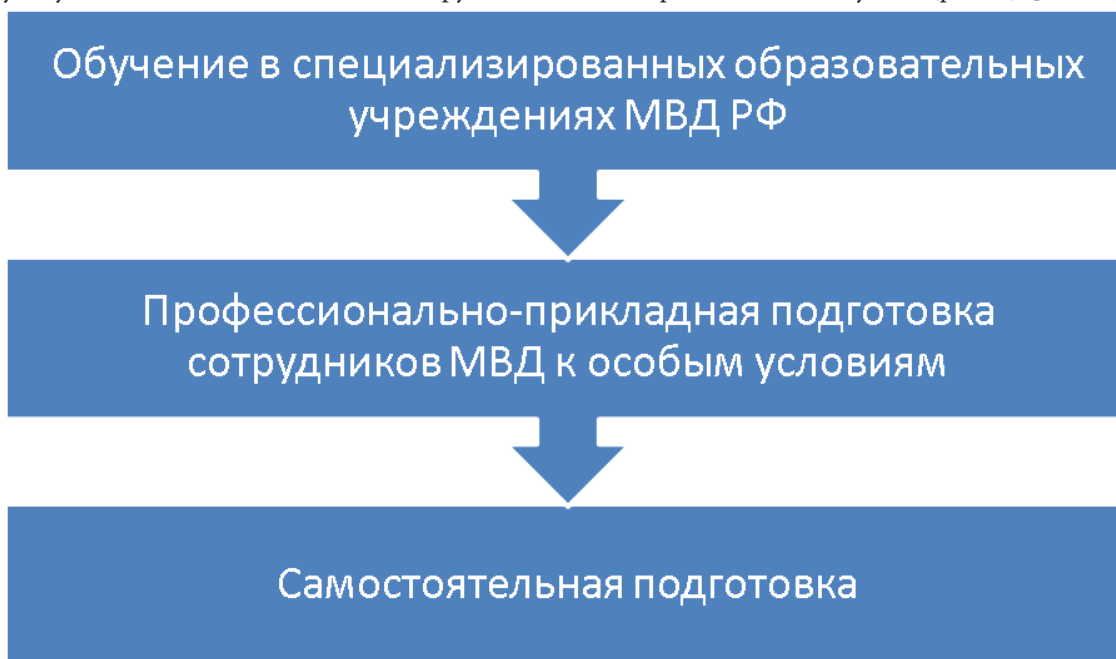 Обучение в специализированных образовательных
учреждениях МВД РФ
Профессионально-прикладная подготовка
сотрудников МВД к особым условиям
Самостоятельная подготовка